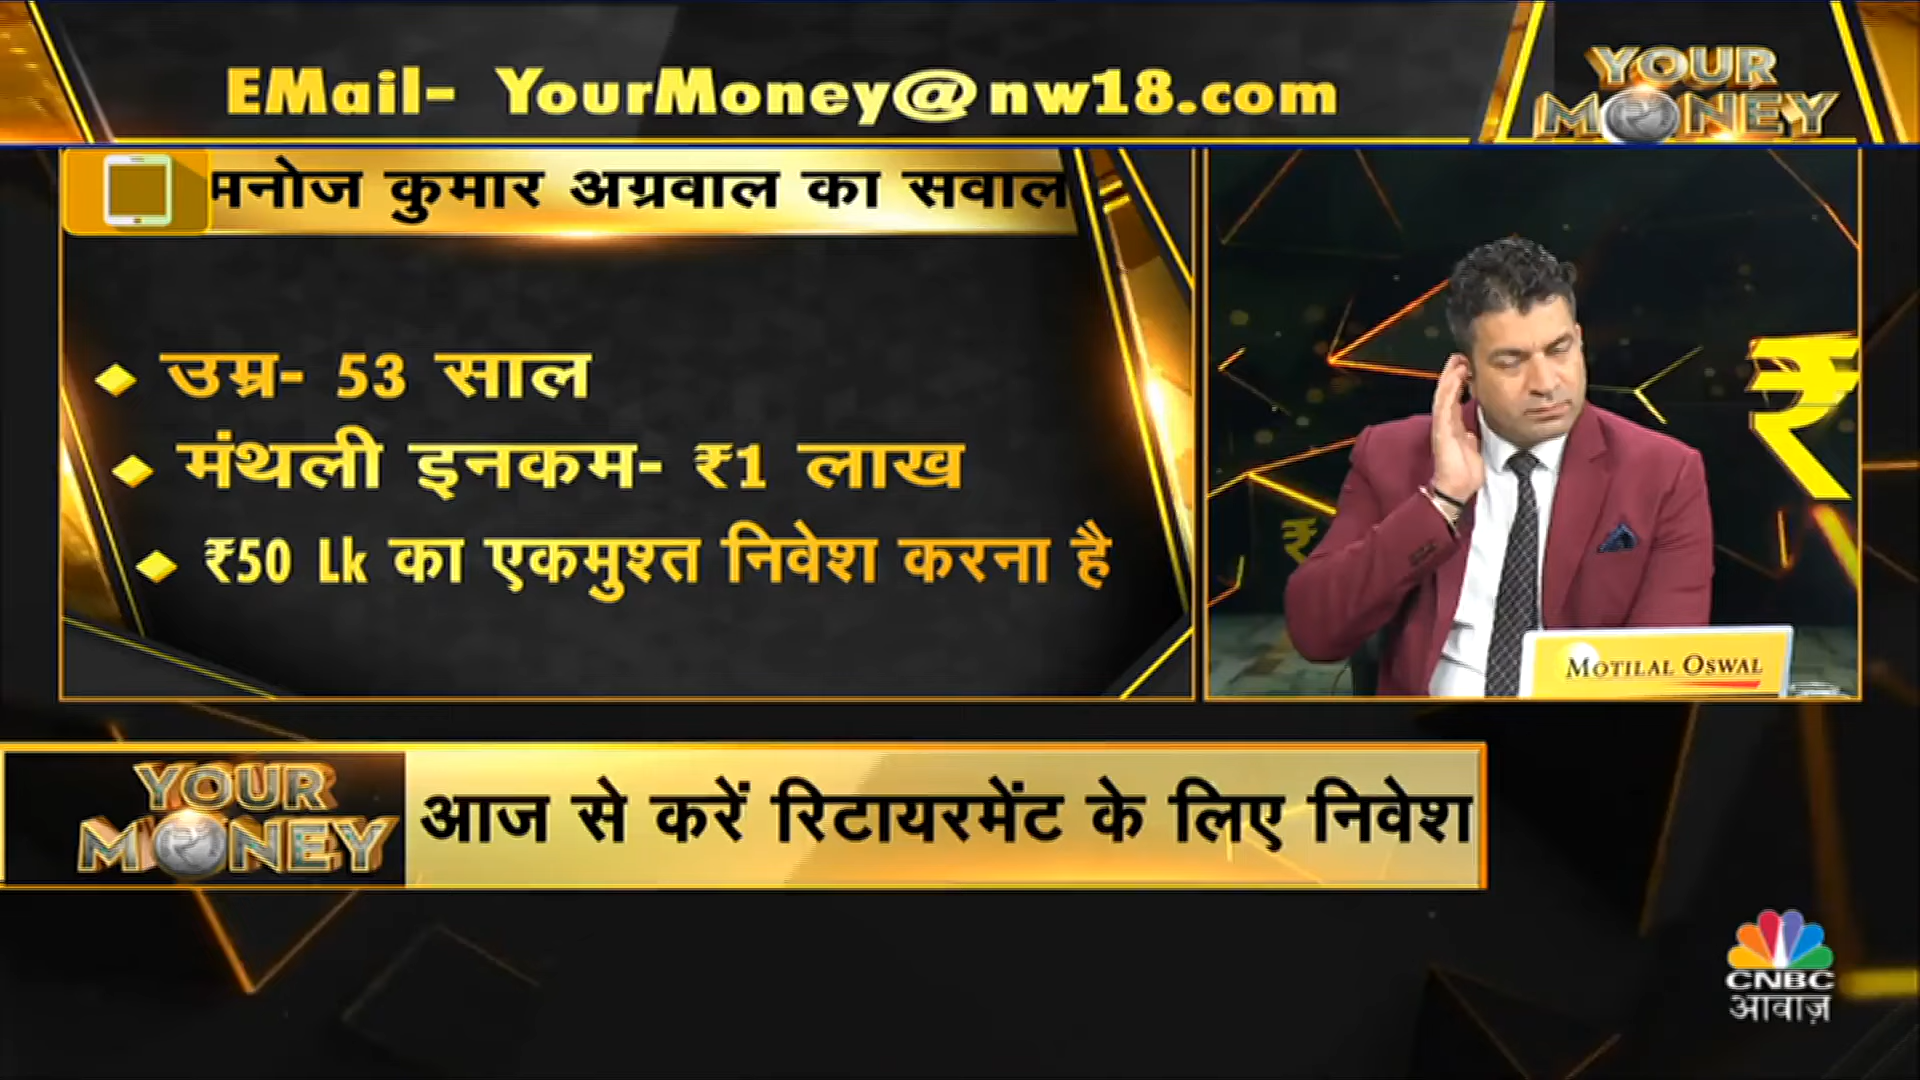 EMail- YourMoney@nw18.com
YOUR
MONEY
मनोज कुमार अग्रवाल का सवाल
उम्र- 53 साल
मंथली इनकम- ₹1 लाख
₹50 Lk का एकमुश्त निवेश करना है
₹
₹
MOTILAL OSWAL
YOUR
MONEY
आज से करें रिटायरमेंट के लिए निवेश
CNBC
आवाज़